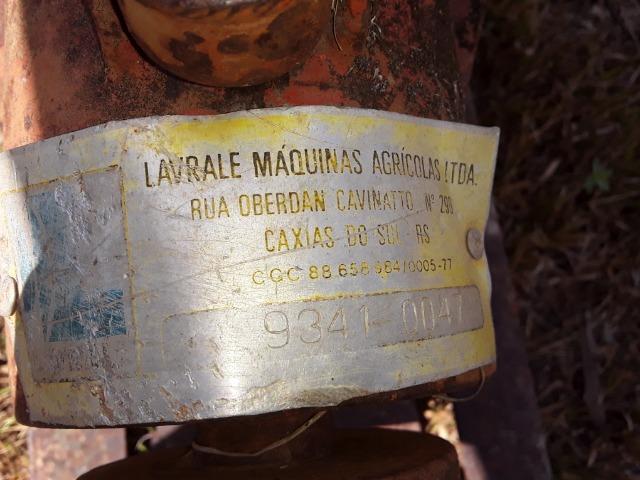 LAVRALE MÁQUINAS AGRÍCOLAS LTDA.
RUA OBERDAN CAVINATTO Nº 290
CAXIAS DO SUL RS
CGC 88 658 984/0005-77
9341-0047